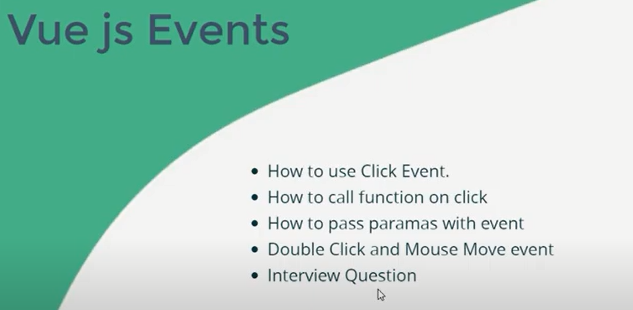 Vue js Events
• How to use Click Event.
• How to call function on click
• How to pass paramas with event
• Double Click and Mouse Move event
• Interview Question